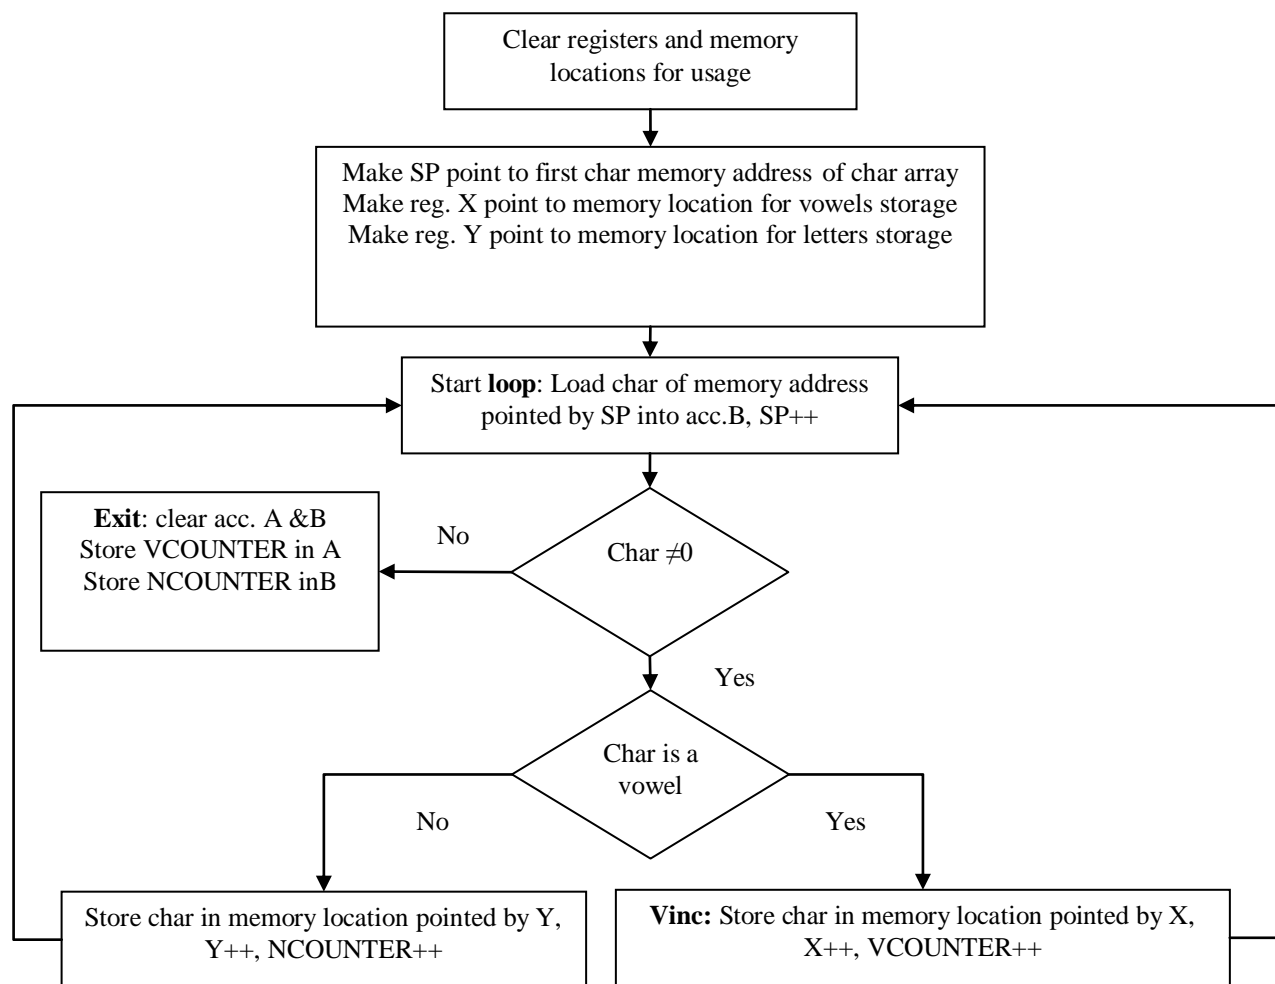 Clear registers and memory
locations for usage
Make SP point to first char memory address of char array
Make reg. X point to memory location for vowels storage
Make reg. Y point to memory location for letters storage
Start loop: Load char of memory address
pointed by SP into acc.B, SP++
Exit: clear acc. A &B
Store VCOUNTER in A
Store NCOUNTER inB
No
Char ≠0
Yes
Char is a
vowel
No
Yes
Store char in memory location pointed by Y,
Y++, NCOUNTER++
Vinc: Store char in memory location pointed by X,
X++, VCOUNTER++